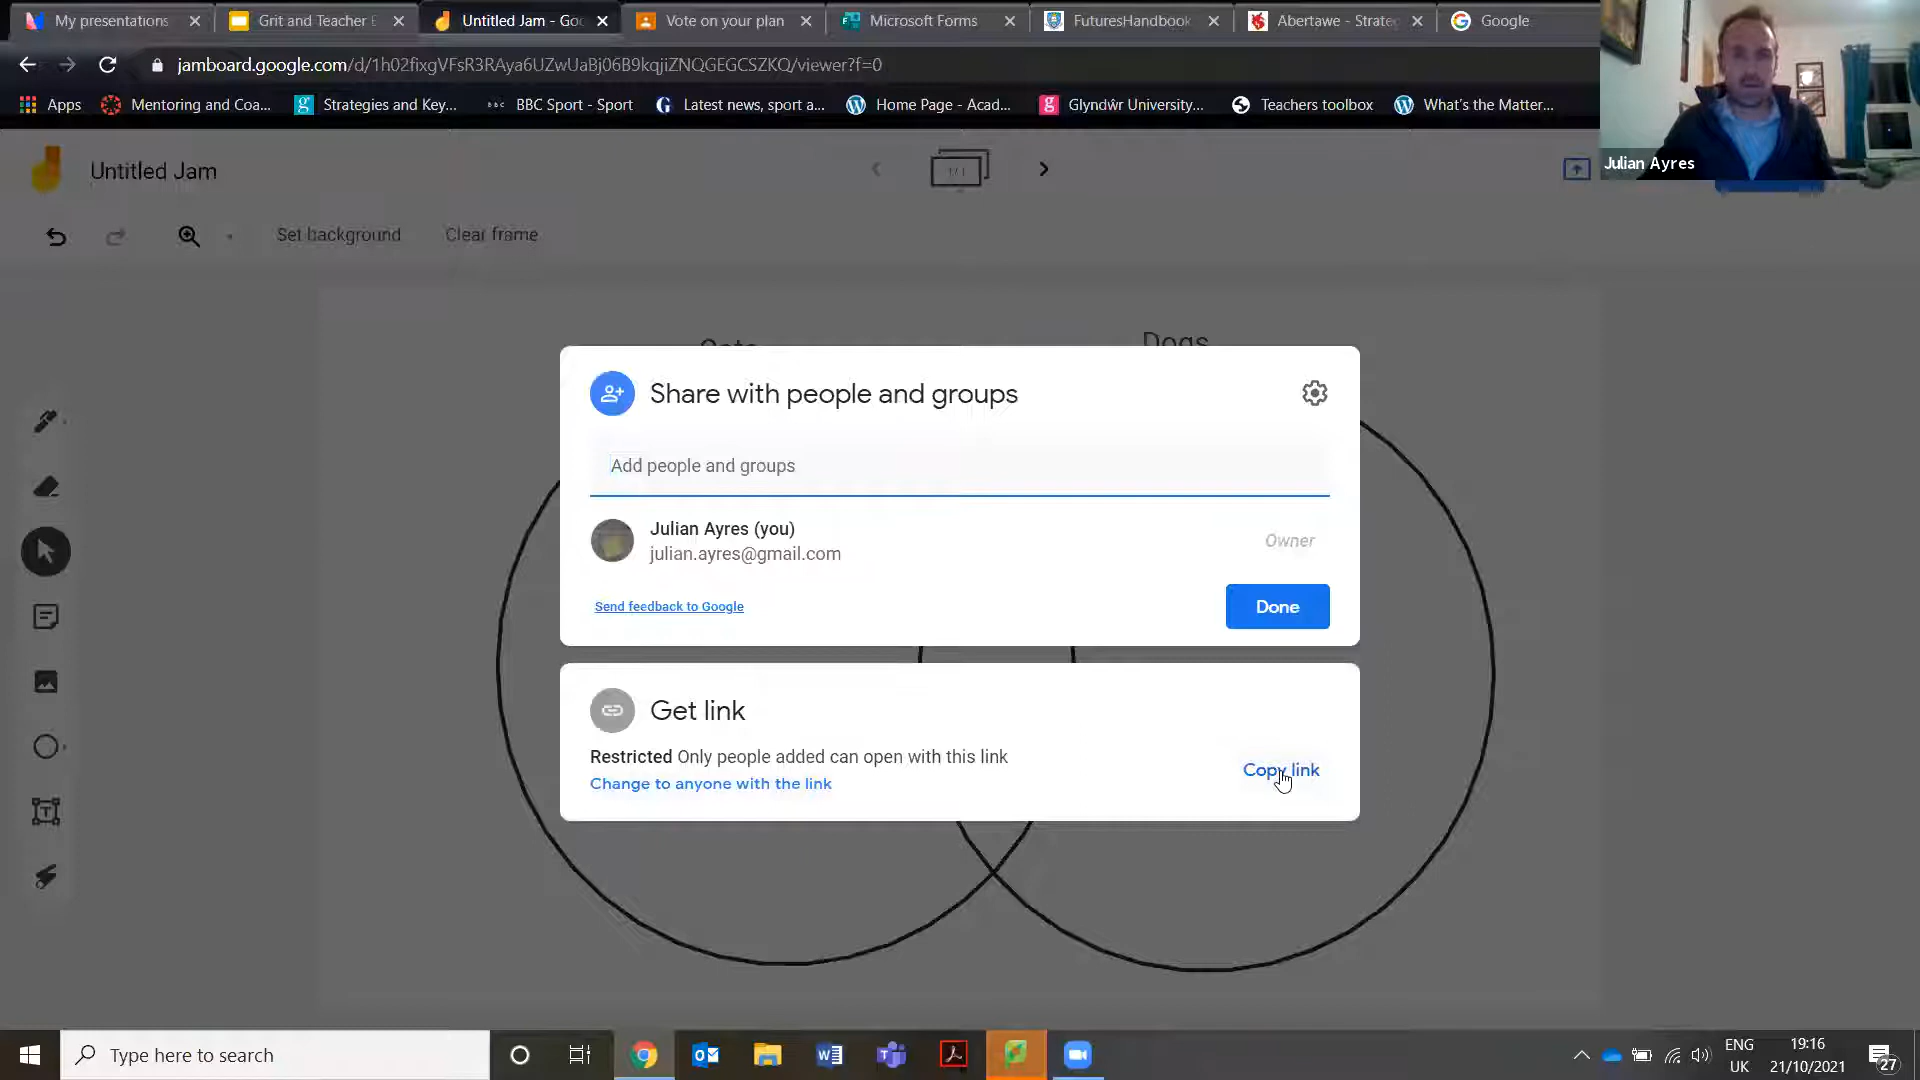 My presentations
Grit and Teacher E
Untitled Jam - Goo
Vote on your plan
Microsoft Forms
FuturesHandbook
Abertawe - Strateg
Google
jamboard.google.com/d/1h02fixgVFsR3RAya6UZwUaBj06B9kqjiZNQGEGCSZKQ/viewer?f=0
Apps
Mentoring and Coa...
Strategies and Key...
BBC Sport - Sport
Latest news, sport a...
Home Page - Acad...
Glyndŵr University...
Teachers toolbox
What's the Matter...
Julian Ayres
Untitled Jam
1/1
Set background
Clear frame
Cats
Dogs
Share with people and groups
Add people and groups
Julian Ayres (you)
julian.ayres@gmail.com
Owner
Send feedback to Google
Done
Get link
Restricted Only people added can open with this link
Change to anyone with the link
Copy link
Type here to search
ENG
UK
19:16
21/10/2021
27